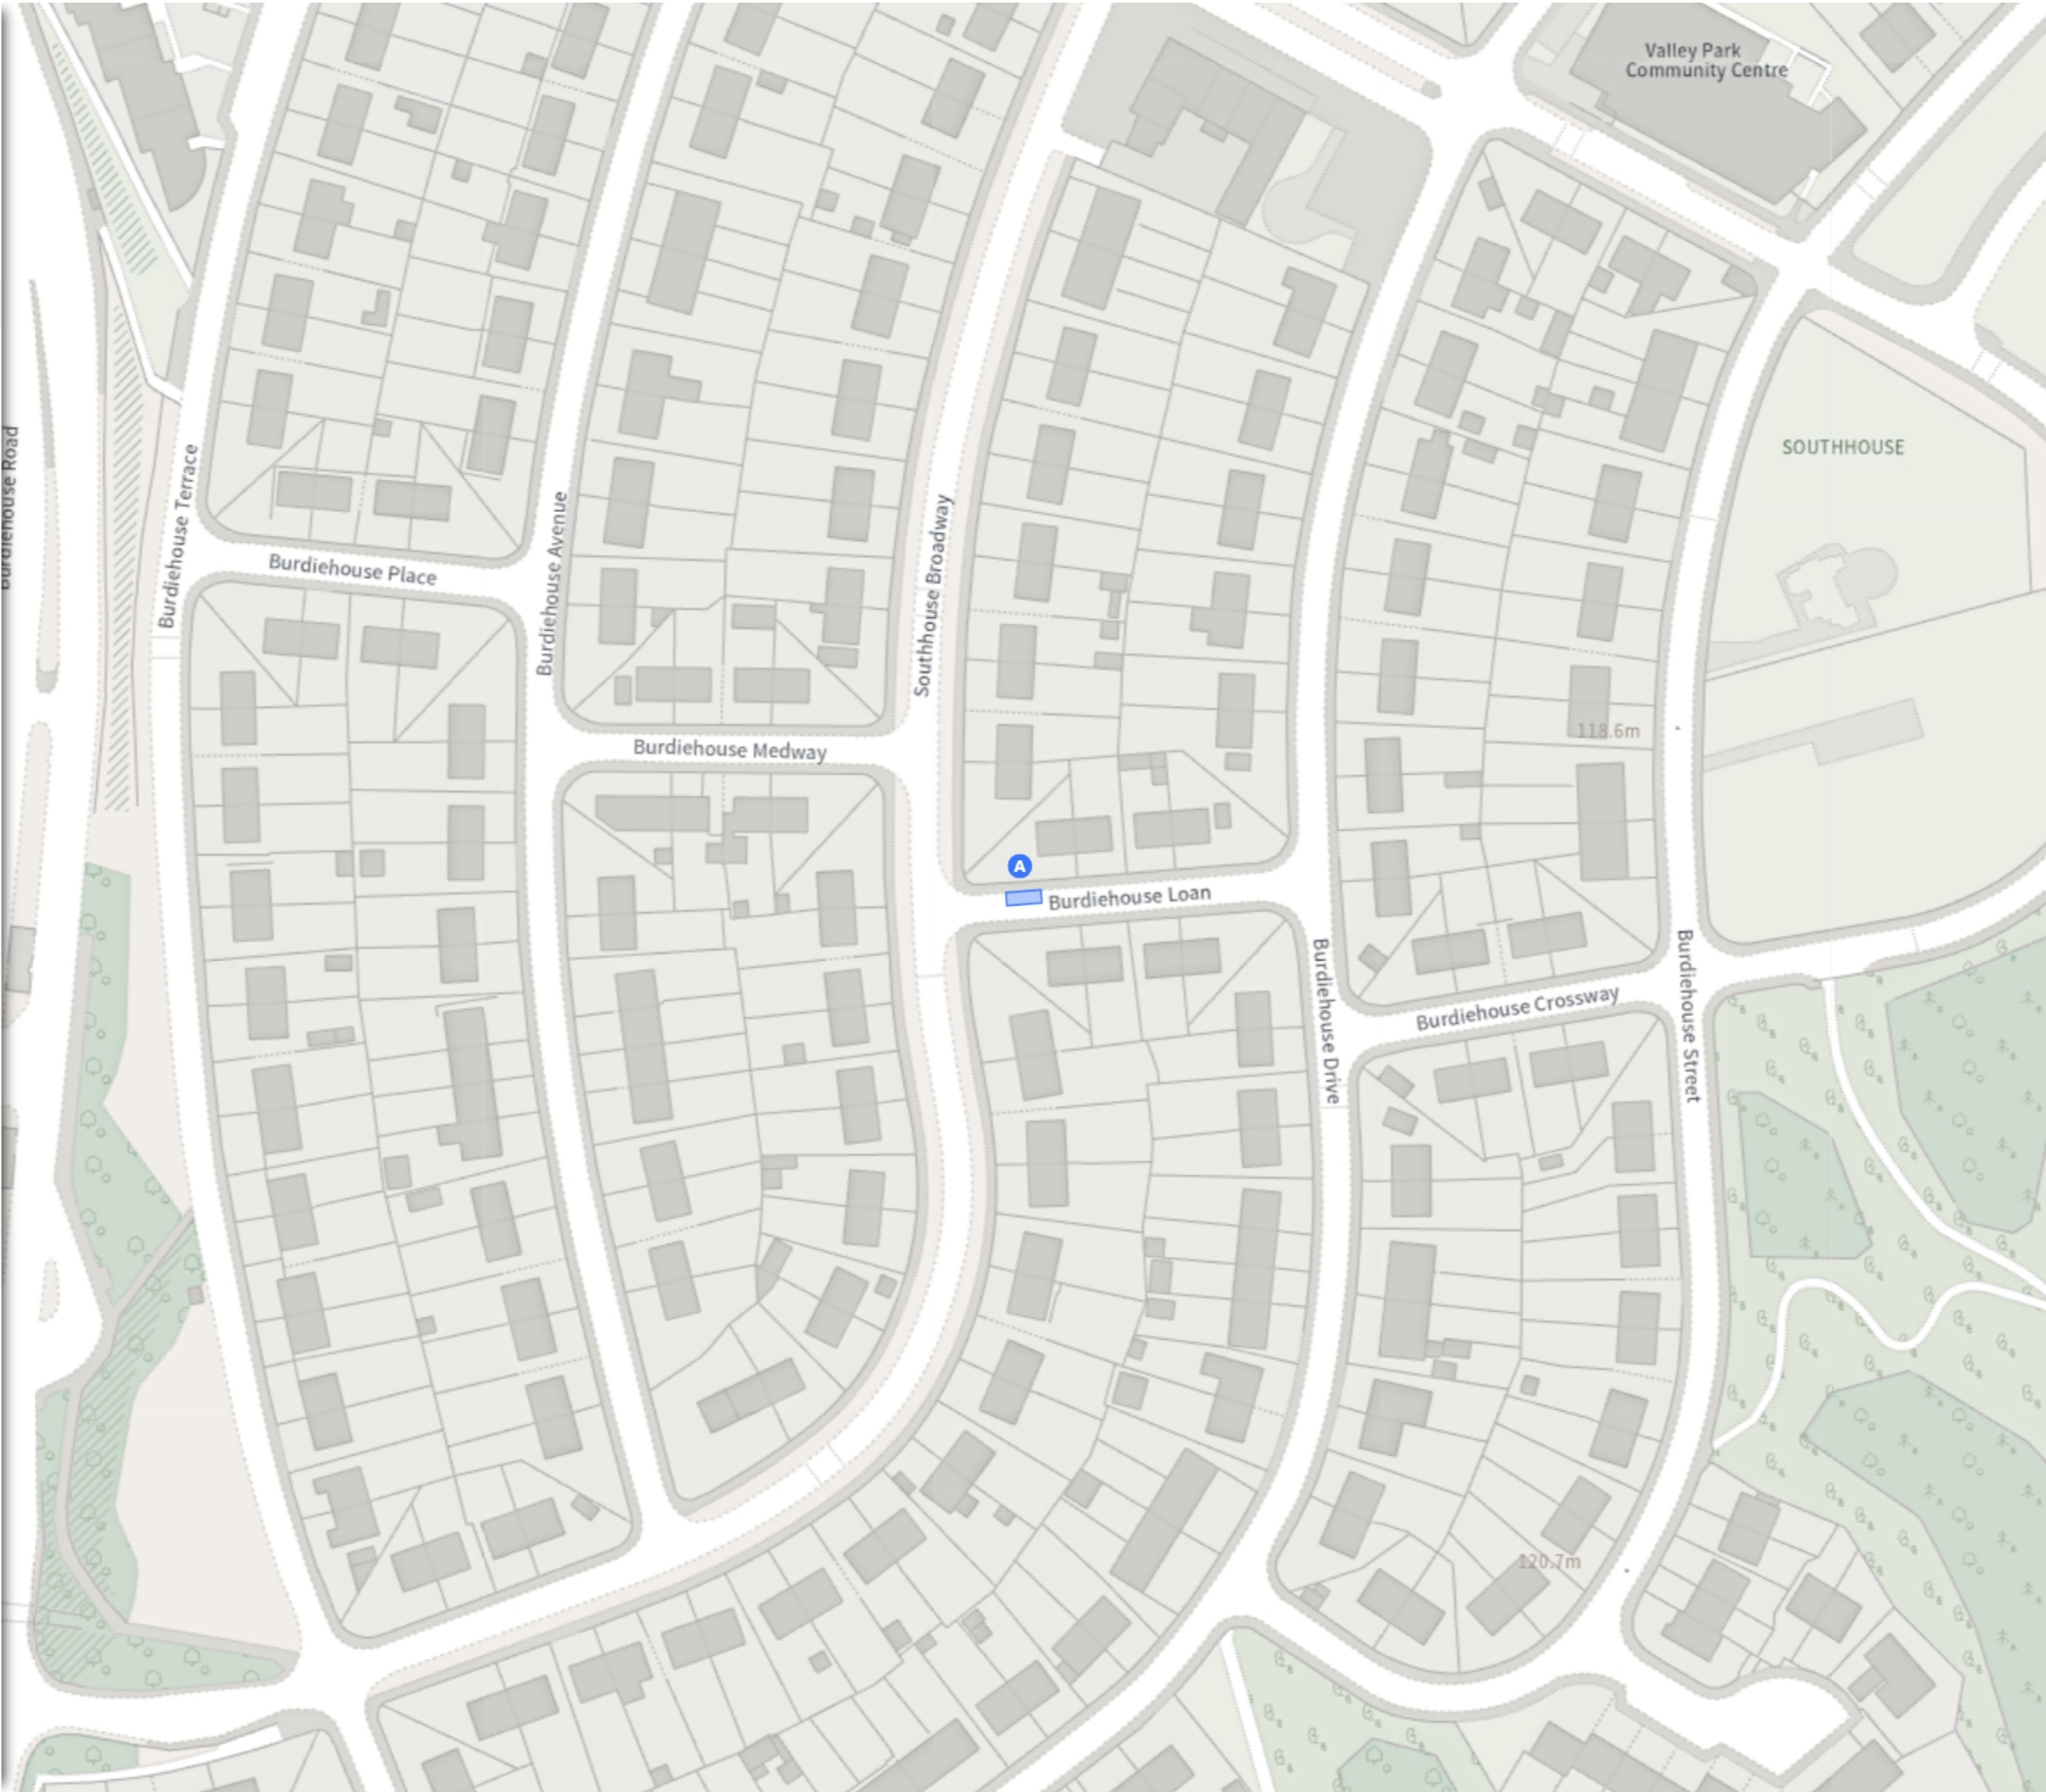 Valley Park
Community Centre
SOUTHHOUSE
Burdiehouse Road
Burdiehouse Terrace
Burdiehouse Place
Burdiehouse Avenue
Southhouse Broadway
Burdiehouse Medway
118.6m
A
Burdiehouse Loan
Burdiehouse Drive
Burdiehouse Crossway
Burdiehouse Street
120.7m